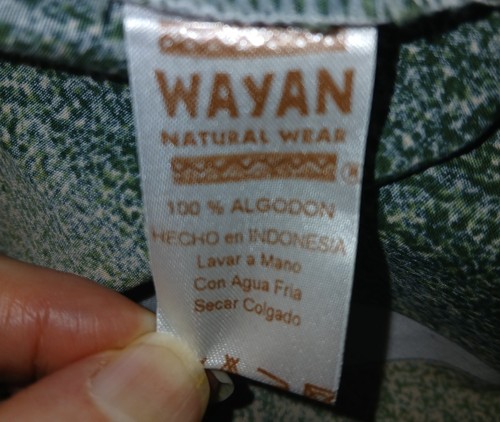 WAYAN
NATURAL WEAR
100 % ALGODON
HECHO en INDONESIA
Lavar a Mano
Con Agua Fria
Secar Colgado